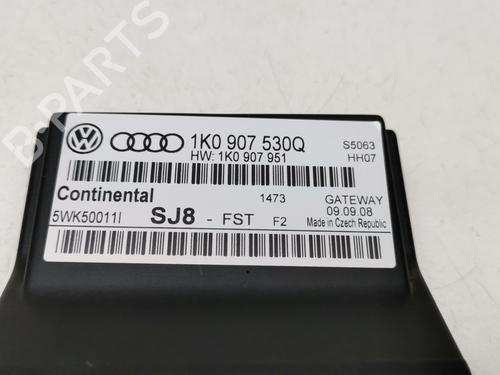 B-PARTS
1K0 907 530Q
HW: 1K0 907 951
S5063
HH07
Continental
1473
GATEWAY
09.09.08
5WK50011I
SJ8 - FST F2
Made in Czech Republic